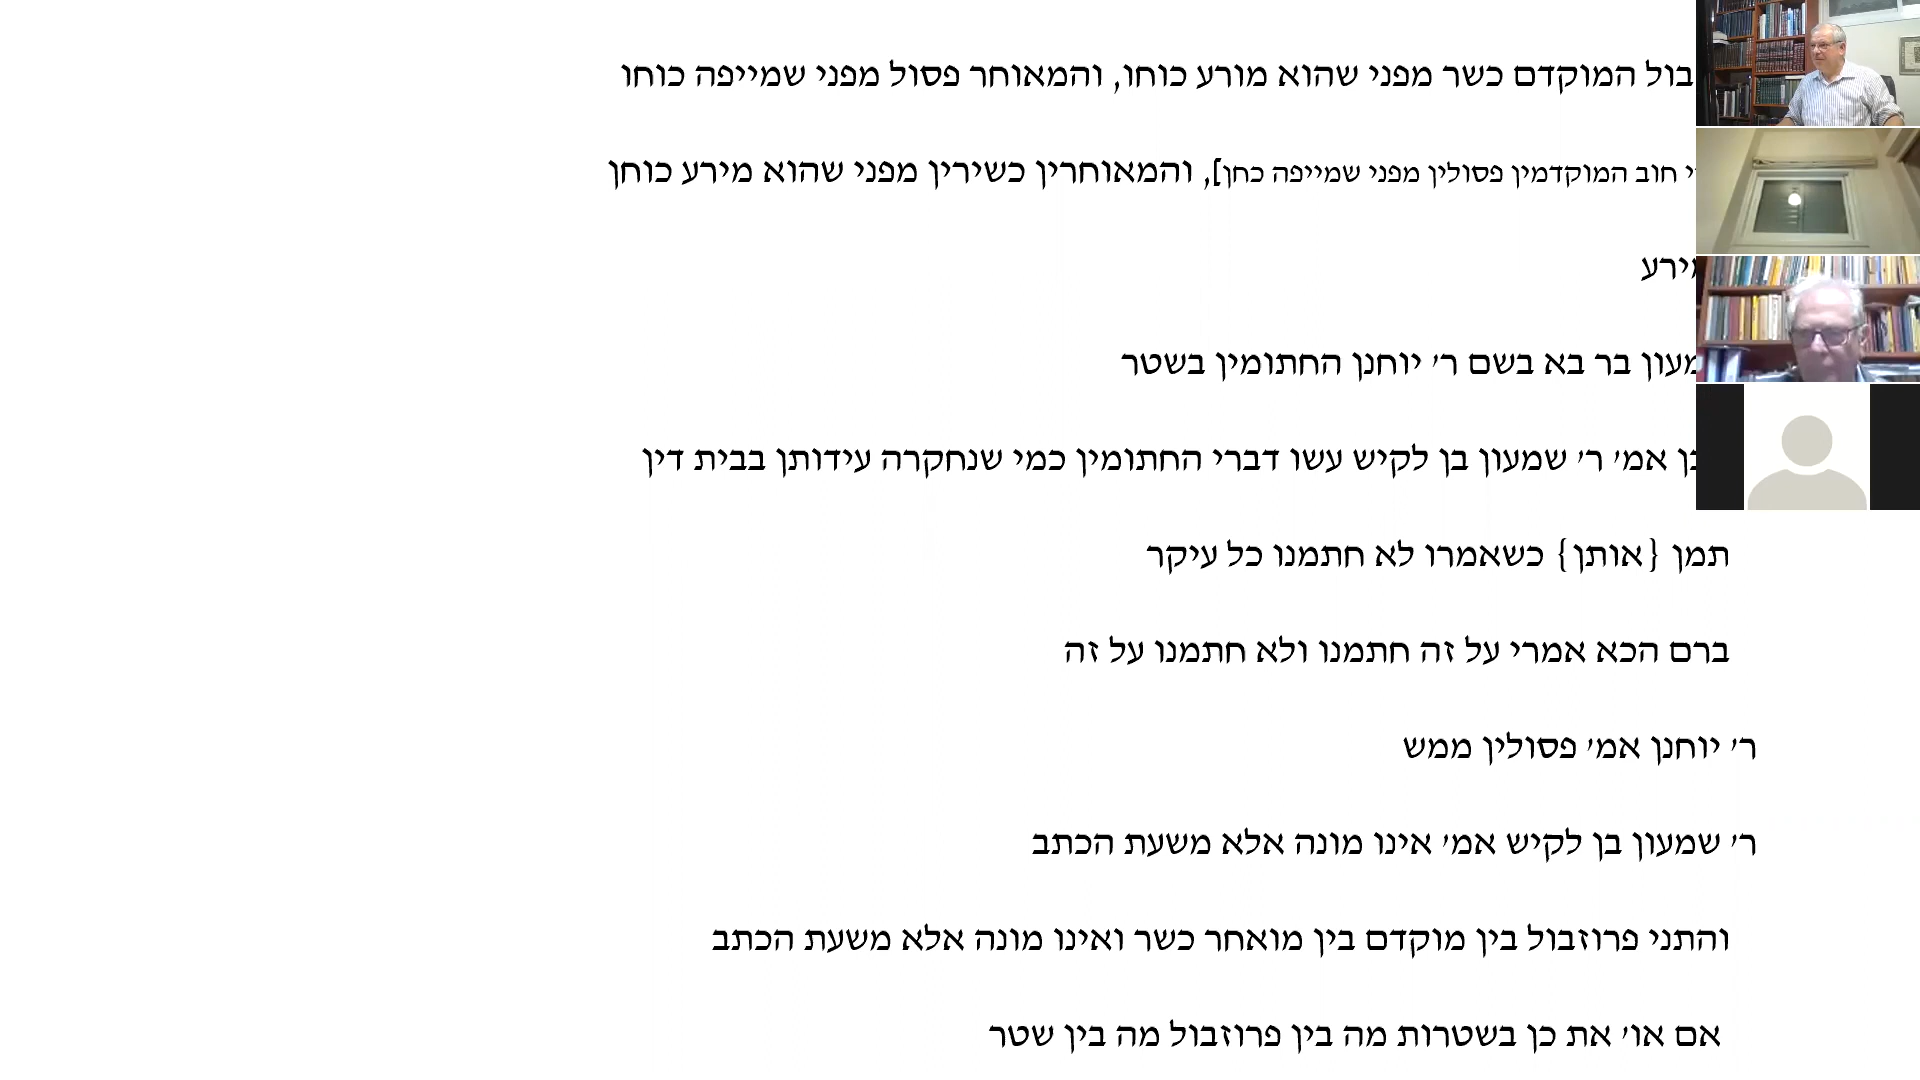 המוקדם כשר מפני שהוא מורע כוחו, והמאוחר פסול מפני שמייפה כוחו
חוב המוקדמין פסולין מפני שמייפה כחן], והמאוחרין כשירין מפני שהוא מירע כוחן
בר בא בשם ר׳ יוחנן החתומין בשטר
אמ׳ ר׳ שמעון בן לקיש עשו דברי החתומין כמי שנחקרה עידותן בבית דין
תמן {אותן} כשאמרו לא חתמנו כל עיקר
ברם הכא אמרי על זה חתמנו ולא חתמנו על זה
ר׳ יוחנן אמ׳ פסולין ממש
ר׳ שמעון בן לקיש אמ׳ אינו מונה אלא משעת הכתב
והתני פרוזבול בין מוקדם בין מואחר כשר ואינו מונה אלא משעת הכתב
אם או׳ את כן בשטרות מה בין פרוזבול מה בין שטר